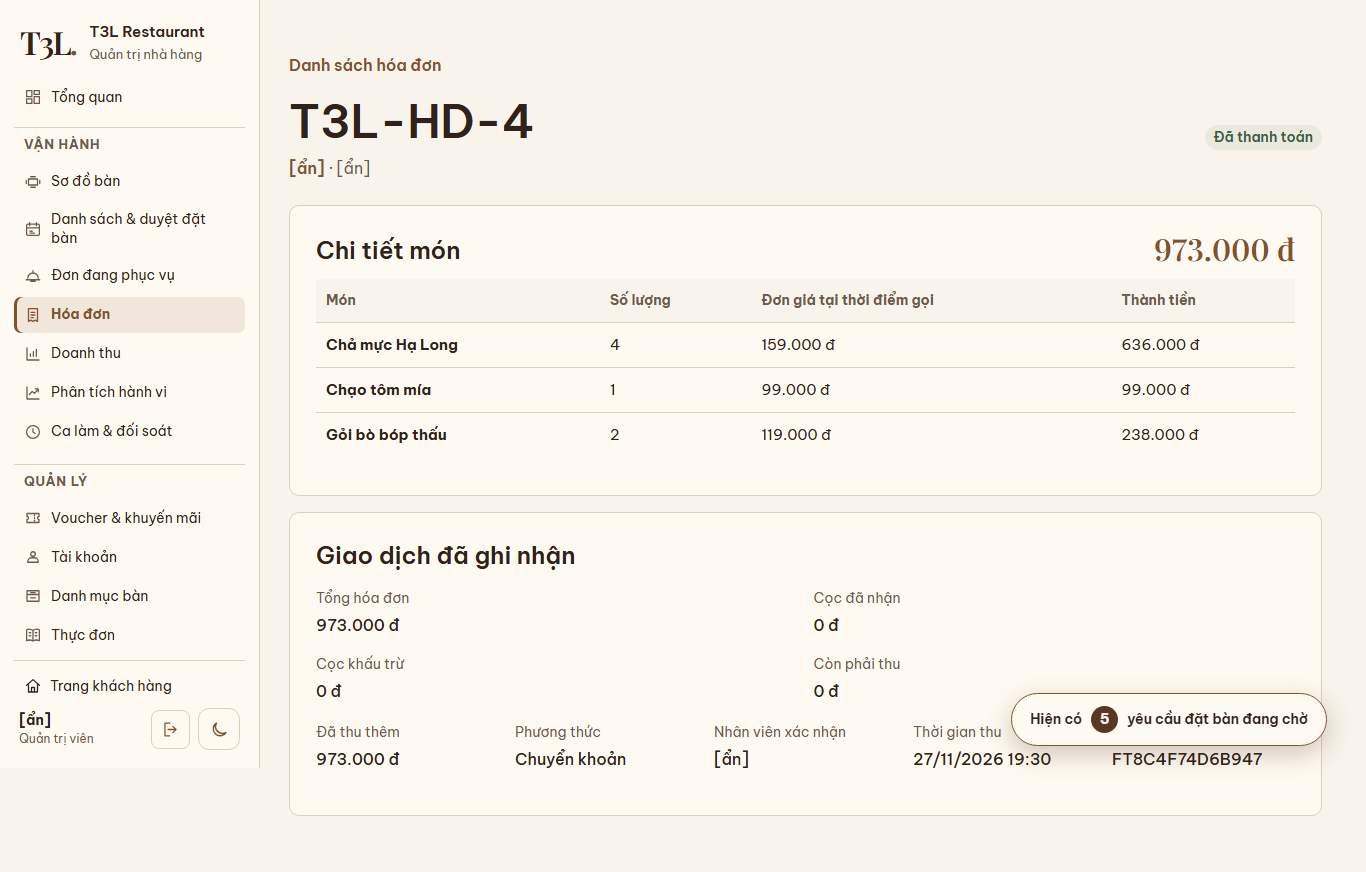 T3L.
T3L Restaurant
Quản trị nhà hàng
Tổng quan
VẬN HÀNH
Sơ đồ bàn
Danh sách & duyệt đặt
bàn
Đơn đang phục vụ
Hóa đơn
Doanh thu
Phân tích hành vi
Ca làm & đối soát
QUẢN LÝ
Voucher & khuyến mãi
Tài khoản
Danh mục bàn
Thực đơn
Trang khách hàng
[ẩn]
Quản trị viên
Danh sách hóa đơn
T3L-HD-4
[ẩn] · [ẩn]
Đã thanh toán
Chi tiết món
973.000 đ
Món Số lượng Đơn giá tại thời điểm gọi Thành tiền
Chả mực Hạ Long 4 159.000 đ 636.000 đ
Chạo tôm mía 1 99.000 đ 99.000 đ
Gỏi bò bóp thấu 2 119.000 đ 238.000 đ
Giao dịch đã ghi nhận
Tổng hóa đơn Cọc đã nhận
973.000 đ 0 đ
Cọc khấu trừ Còn phải thu
0 đ 0 đ
Đã thu thêm Phương thức Nhân viên xác nhận Thời gian thu
973.000 đ Chuyển khoản [ẩn] 27/11/2026 19:30 FT8C4F74D6B947
Hiện có 5 yêu cầu đặt bàn đang chờ